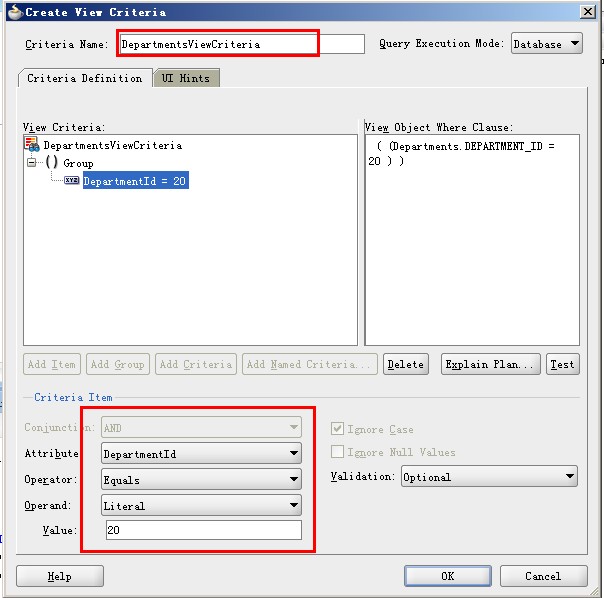 Create View Criteria
Criteria Name: DepartmentsViewCriteria Query Execution Mode: Database
Criteria Definition UI Hints
View Criteria: View Object Where Clause:
DepartmentsViewCriteria
() Group
XYZ DepartmentId = 20
( (Departments.DEPARTMENT_ID =
20 ) )
Add Item Add Group Add Criteria Add Named Criteria... Delete Explain Plan... Test
Criteria Item
Conjunction: AND
Ignore Case
Attribute: DepartmentId
Ignore Null Values
Operator: Equals
Validation: Optional
Operand: Literal
Value: 20
Help OK Cancel